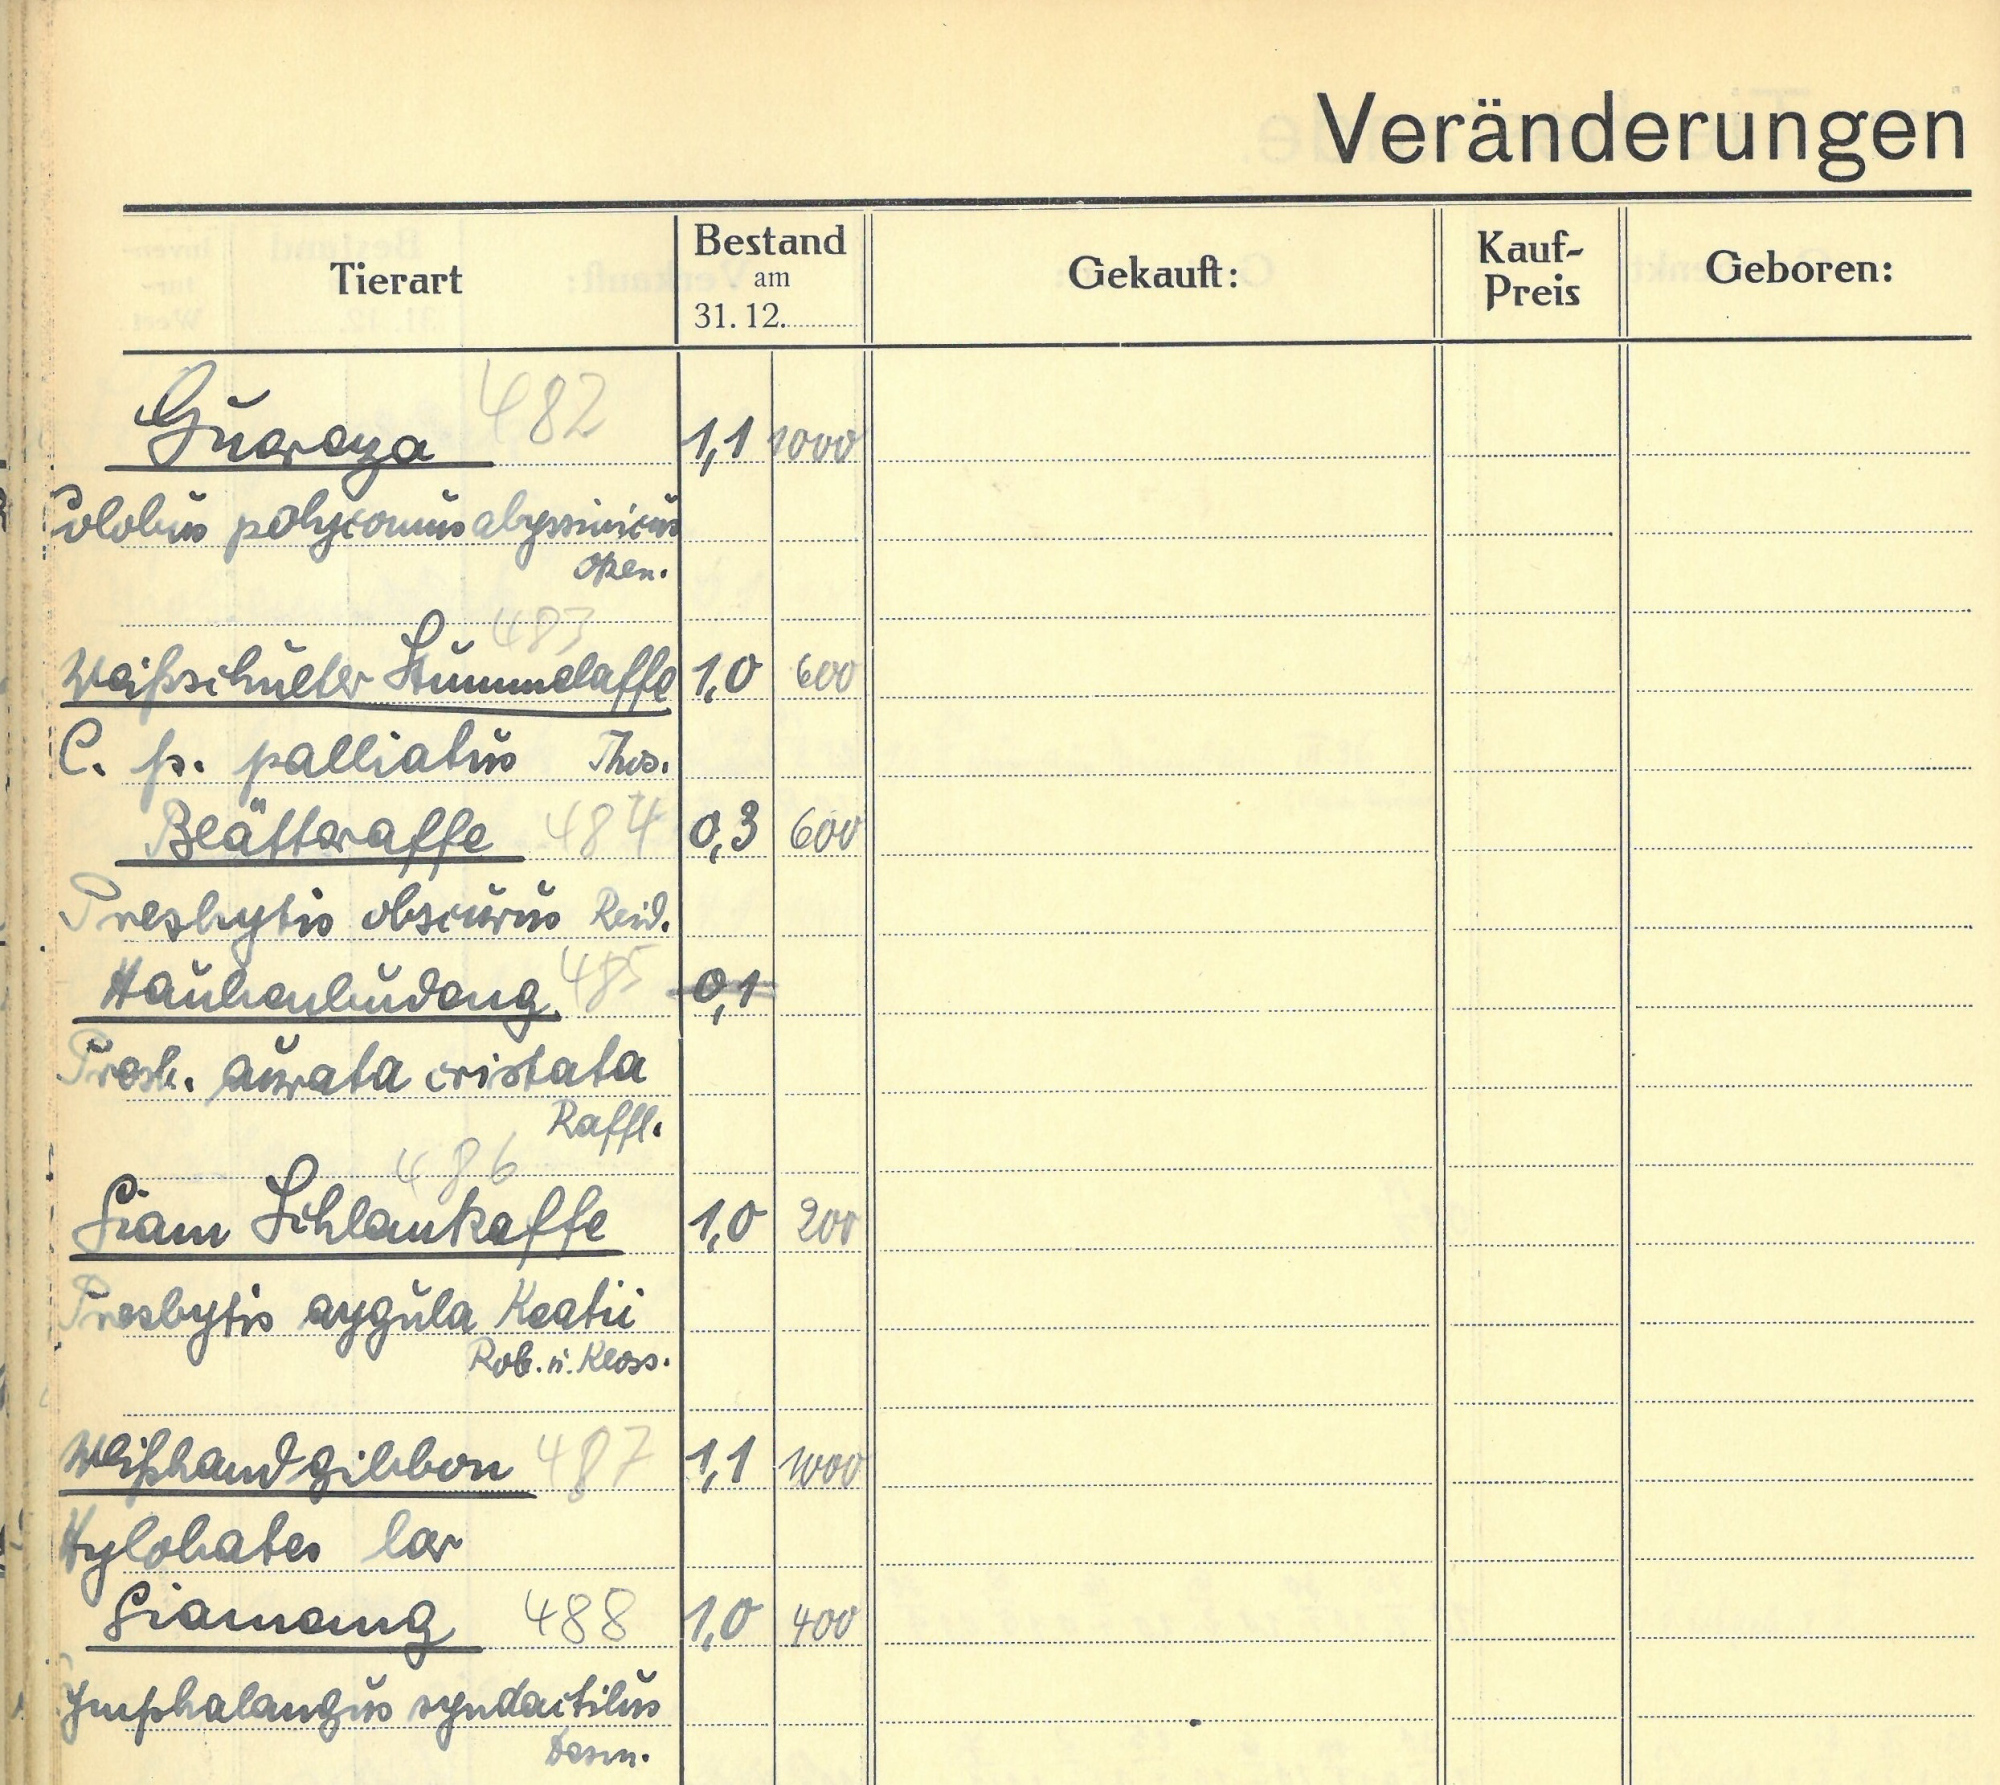 Veränderungen
Tierart Bestand am 31.12. Gekauft: Kauf-Preis Geboren:
Guereza 482 1,1 1000
Colobus polycomus abyssinicus
Oken.
483
Weißschulter Stummelaffe 1,0 600
C. p. palliatus Thos.
Blätteraffe 484 0,3 600
Presbytis obscurus Reid.
Haubenbudeng. 485 0,1
Presb. aurata cristata
Raffl.
486
Siam Schlankaffe 1,0 200
Presbytis aygula Keatii
Rob. u. Kloss.
Weißhandgibbon 487 1,1 1000
Hylobates lar
Siamang 488 1,0 400
Symphalangus syndactilus
Desm.